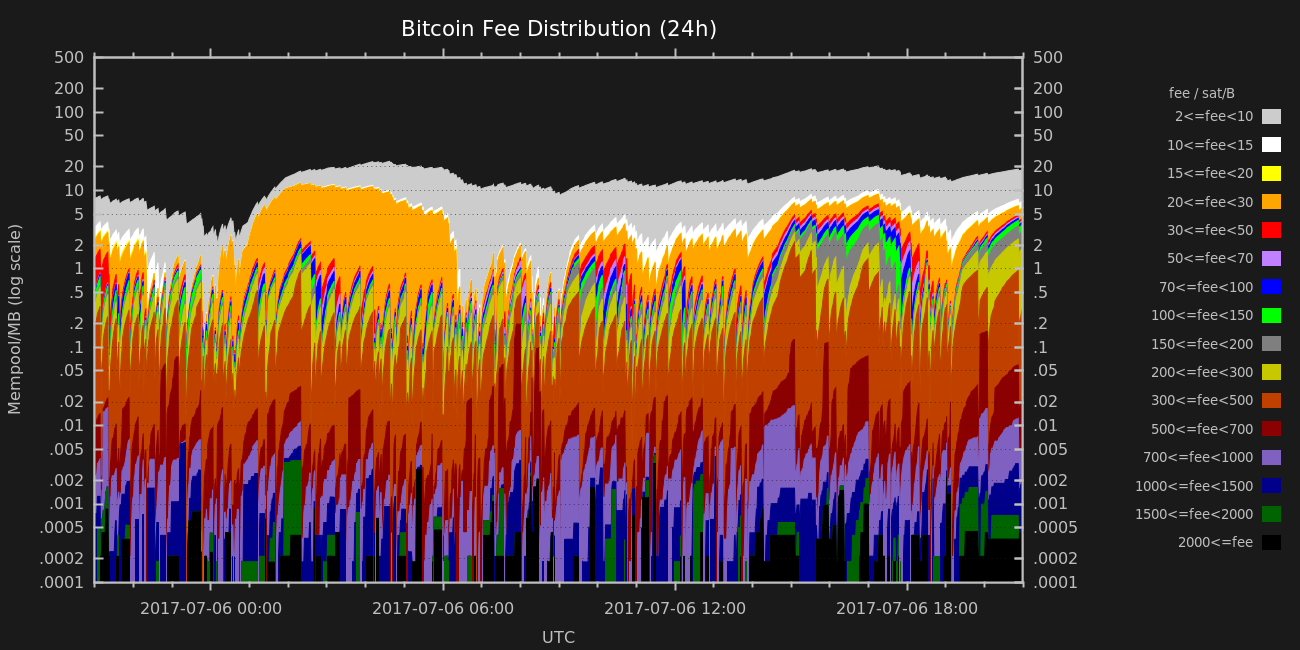 Bitcoin Fee Distribution (24h)
Mempool/MB (log scale)
500
200
100
50
20
10
5
2
1
.5
.2
.1
.05
.02
.01
.005
.002
.001
.0005
.0002
.0001
500
200
100
50
20
10
5
2
1
.5
.2
.1
.05
.02
.01
.005
.002
.001
.0005
.0002
.0001
2017-07-06 00:00 2017-07-06 06:00 2017-07-06 12:00 2017-07-06 18:00
UTC
fee / sat/B
2<=fee<10
10<=fee<15
15<=fee<20
20<=fee<30
30<=fee<50
50<=fee<70
70<=fee<100
100<=fee<150
150<=fee<200
200<=fee<300
300<=fee<500
500<=fee<700
700<=fee<1000
1000<=fee<1500
1500<=fee<2000
2000<=fee